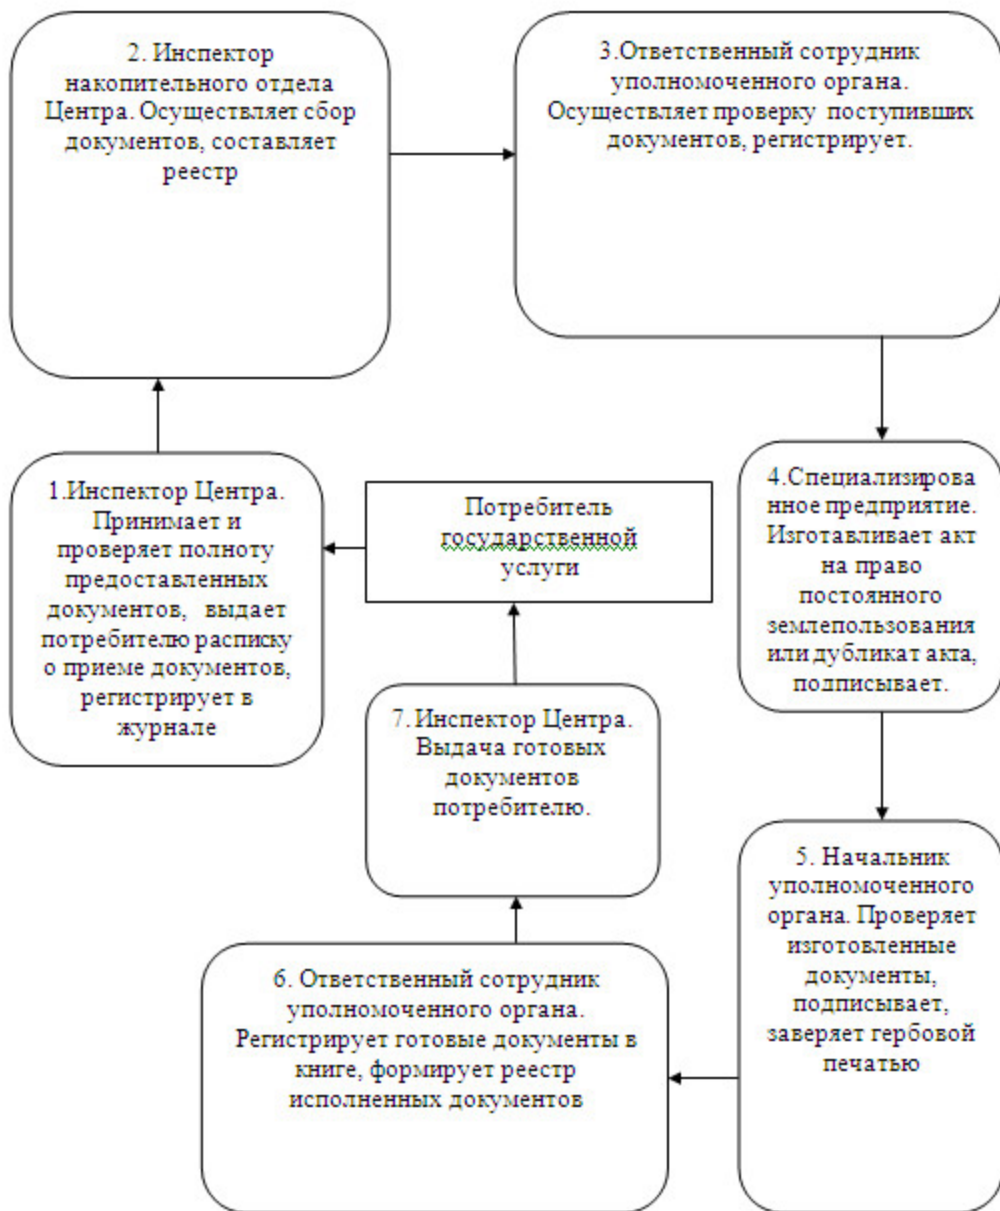 2. Инспектор
накопительного отдела
Центра. Осуществляет сбор
документов, составляет
реестр
3.Ответственный сотрудник
уполномоченного органа.
Осуществляет проверку поступивших
документов, регистрирует.
1.Инспектор Центра.
Принимает и
проверяет полноту
предоставленных
документов, выдает
потребителю расписку
о приеме документов,
регистрирует в
журнале
Потребитель
государственной
услуги
4.Специализирова
нное предприятие.
Изготавливает акт
на право
постоянного
землепользования
или дубликат акта,
подписывает.
7. Инспектор Центра.
Выдача готовых
документов
потребителю.
5. Начальник
уполномоченного
органа. Проверяет
изготовленные
документы,
подписывает,
заверяет гербовой
печатью
6. Ответственный сотрудник
уполномоченного органа.
Регистрирует готовые документы в
книге, формирует реестр
исполненных документов